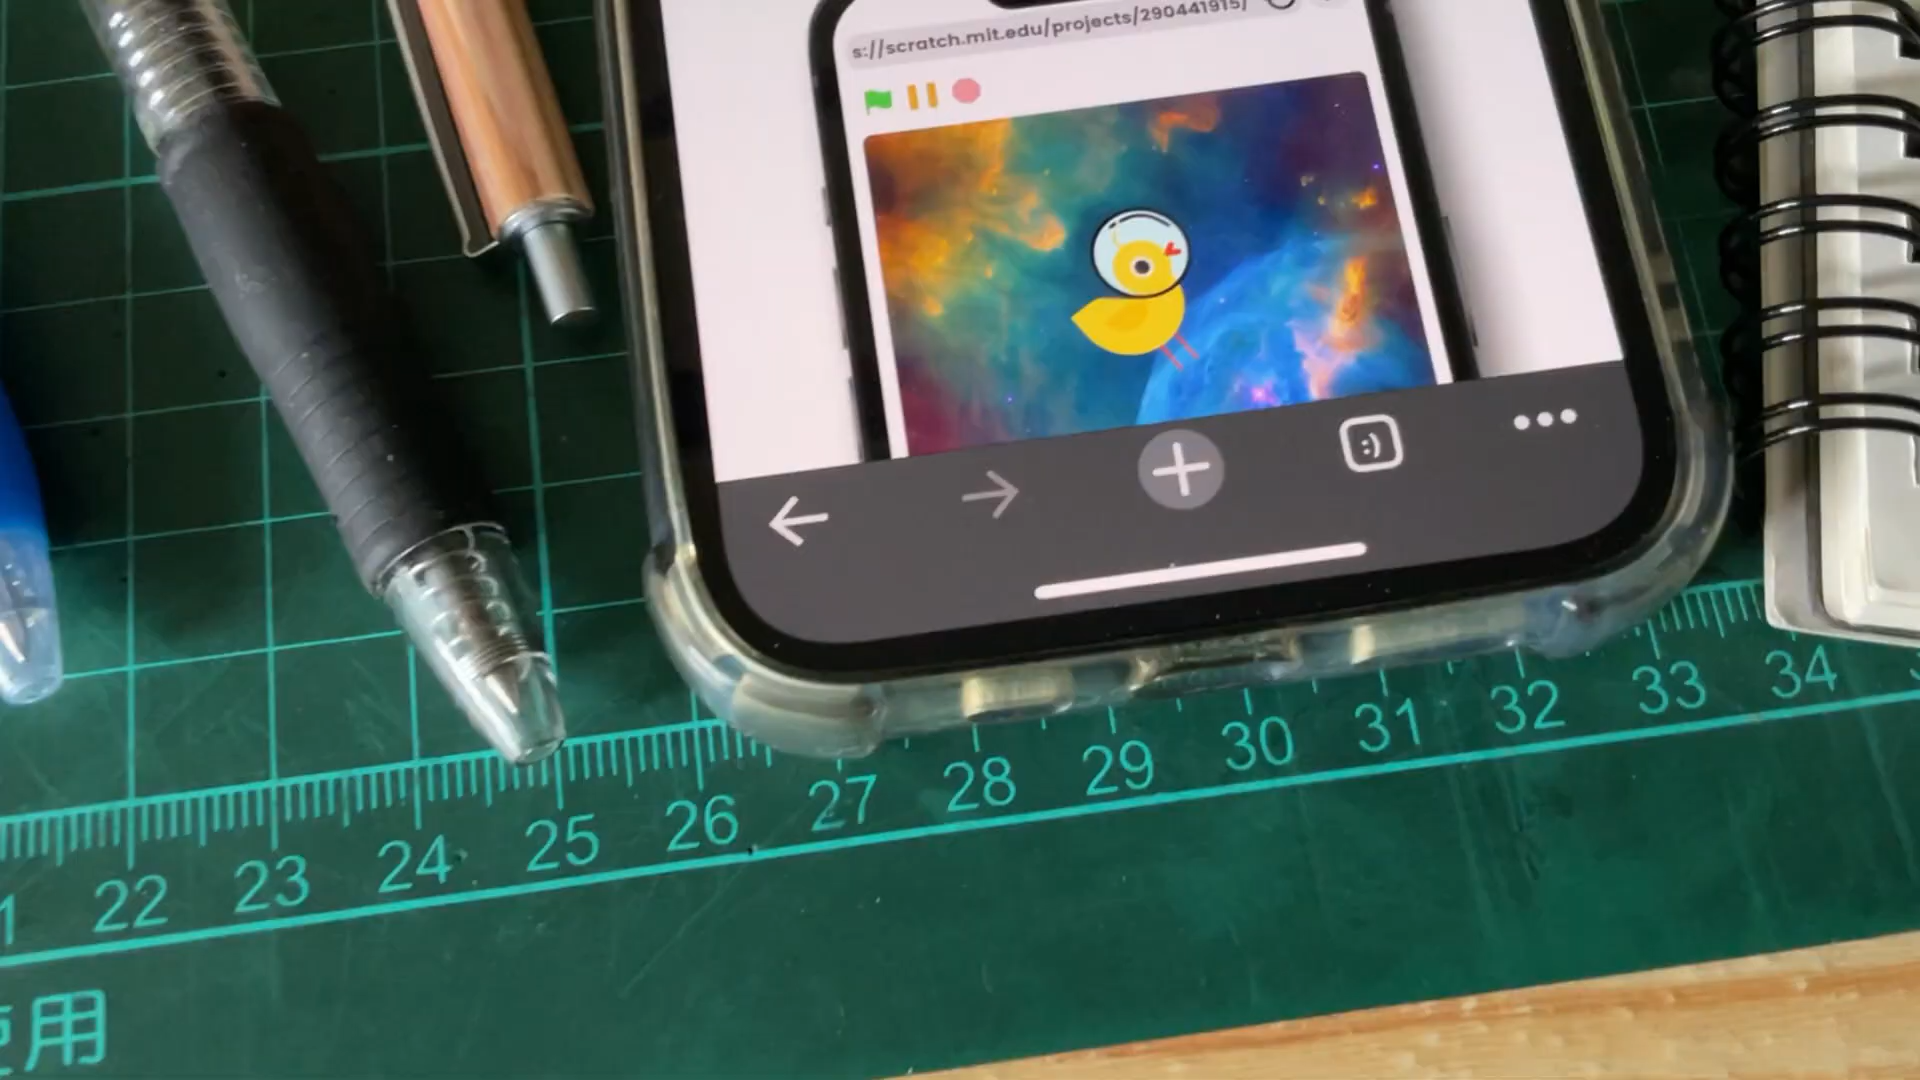 s://scratch.mit.edu/projects/290441915/
:)
22 23 24 25 26 27 28 29 30 31 32 33 34
使用